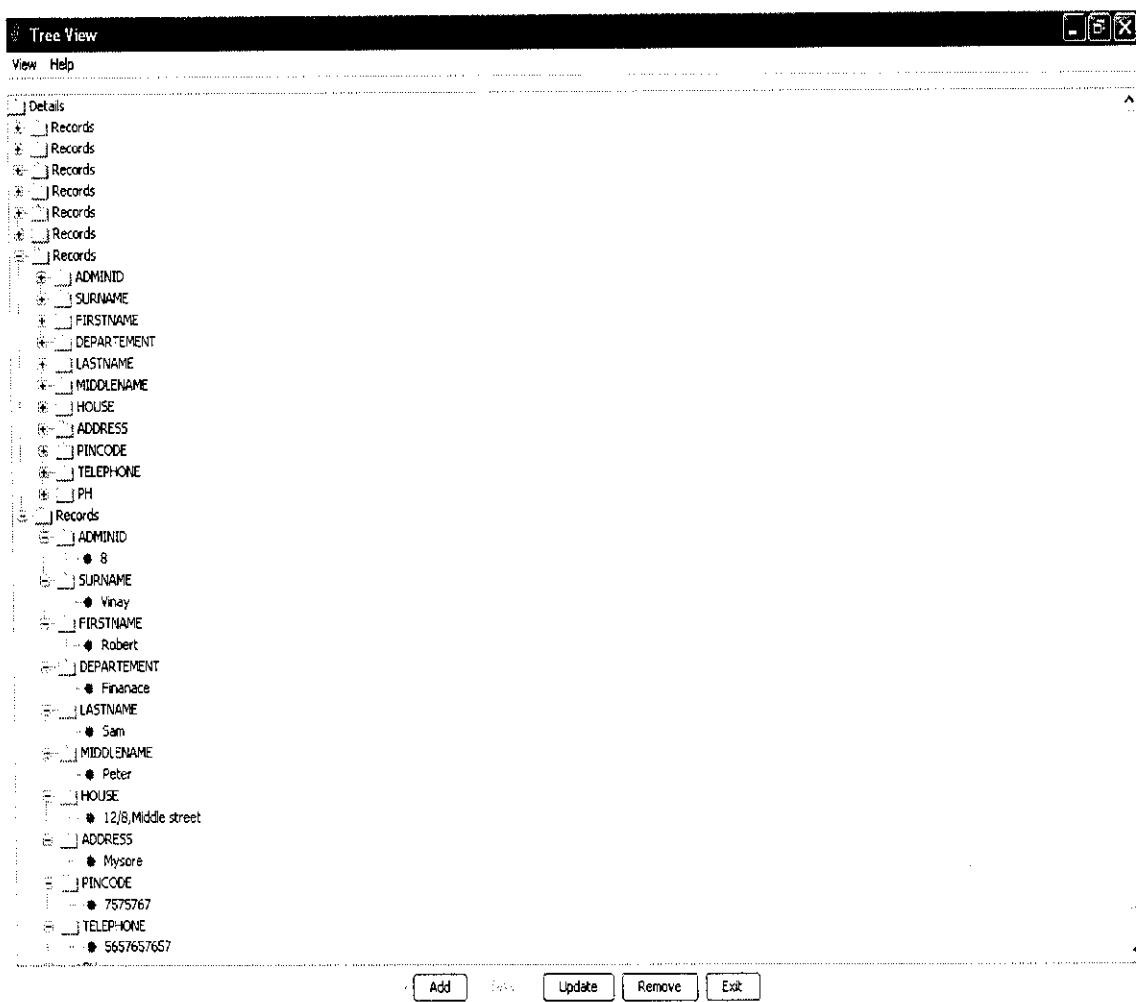 Tree View
View Help
Details
Records
Records
Records
Records
Records
Records
Records
ADMINID
SURNAME
FIRSTNAME
DEPARTEMENT
LASTNAME
MIDDLENAME
HOUSE
ADDRESS
PINCODE
TELEPHONE
PH
Records
ADMINID
8
SURNAME
Vinay
FIRSTNAME
Robert
DEPARTEMENT
Finanace
LASTNAME
Sam
MIDDLENAME
Peter
HOUSE
12/8,Middle street
ADDRESS
Mysore
PINCODE
7575767
TELEPHONE
5657657657
Add Update Remove Exit